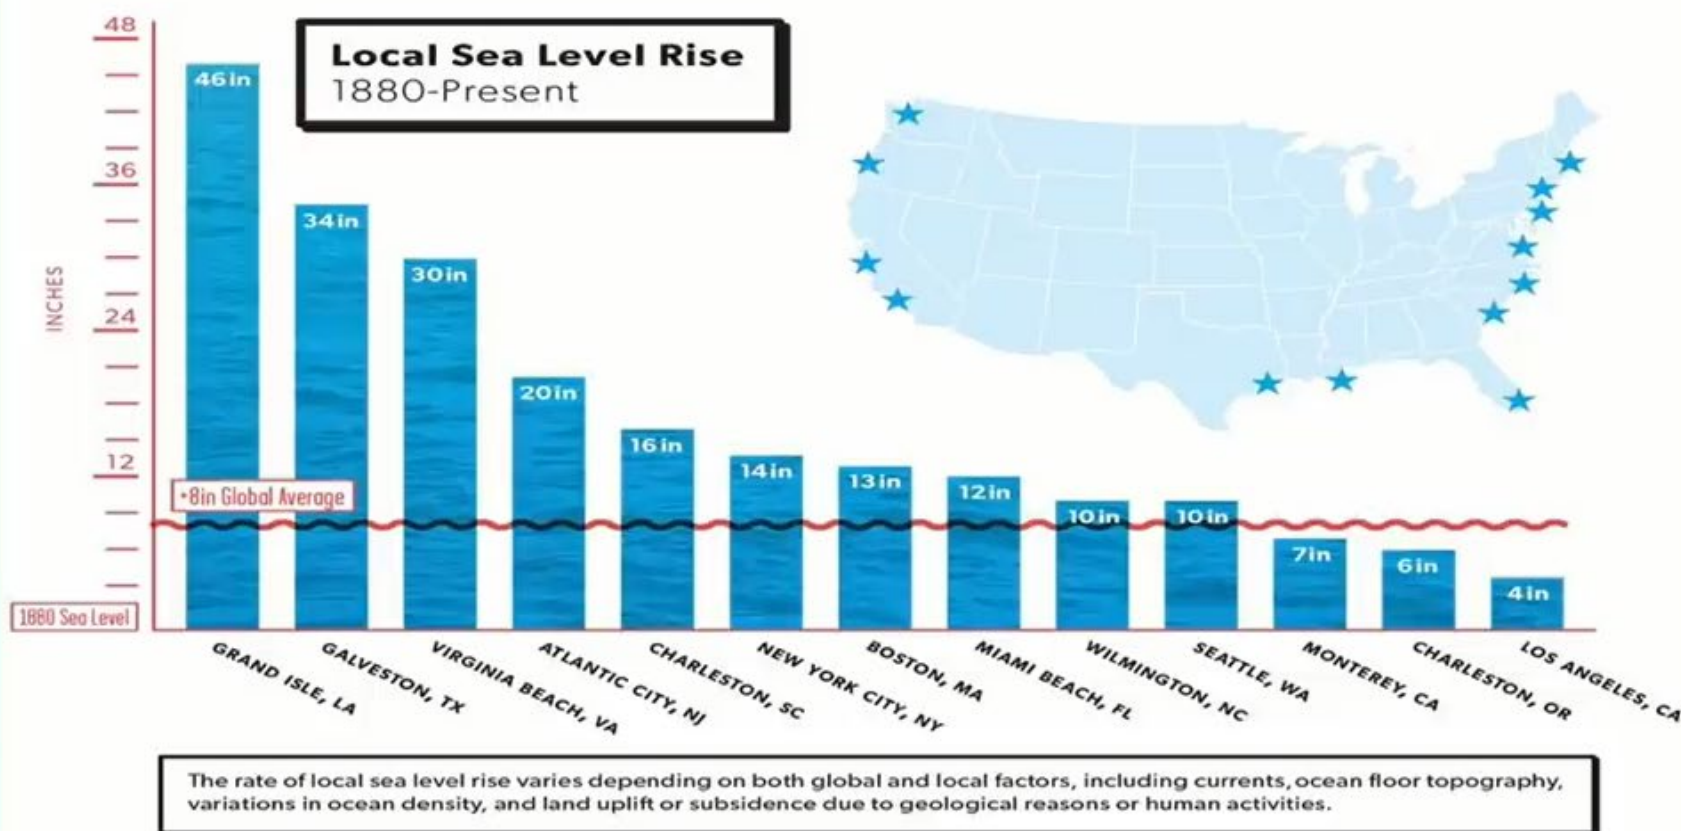 48
36
INCHES
24
12
Local Sea Level Rise
1880-Present
46in
34in
30in
20in
16in
14in
13in
12in
10in
10in
7in
6in
4in
•8in Global Average
1880 Sea Level
GRAND ISLE, LA
GALVESTON, TX
VIRGINIA BEACH, VA
ATLANTIC CITY, NJ
CHARLESTON, SC
NEW YORK CITY, NY
BOSTON, MA
MIAMI BEACH, FL
WILMINGTON, NC
SEATTLE, WA
MONTEREY, CA
CHARLESTON, OR
LOS ANGELES, CA
The rate of local sea level rise varies depending on both global and local factors, including currents, ocean floor topography,
variations in ocean density, and land uplift or subsidence due to geological reasons or human activities.